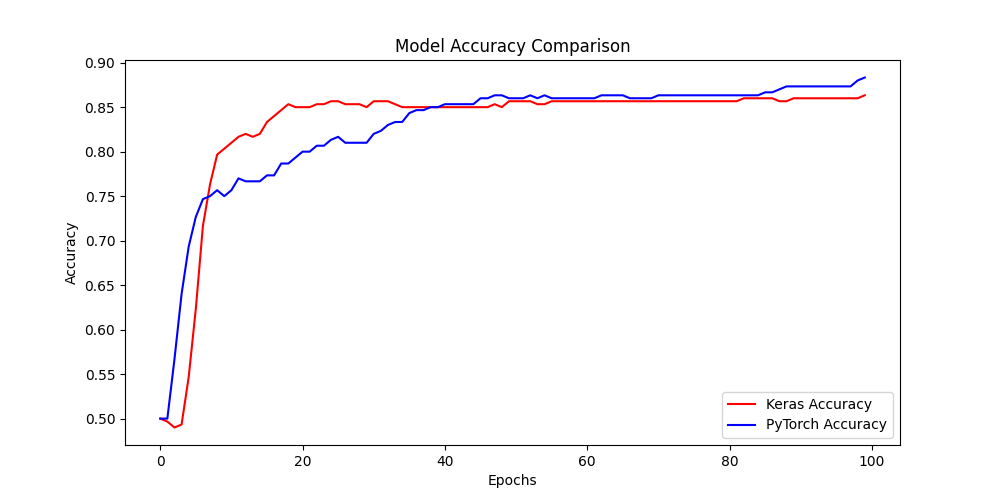 Model Accuracy Comparison
0.90
0.85
0.80
0.75
0.70
0.65
0.60
0.55
0.50
Accuracy
0 20 40 60 80 100
Epochs
Keras Accuracy
PyTorch Accuracy